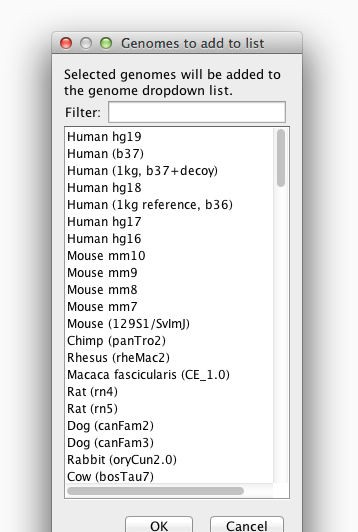 Genomes to add to list
Selected genomes will be added to
the genome dropdown list.
Filter:
Human hg19
Human (b37)
Human (1kg, b37+decoy)
Human hg18
Human (1kg reference, b36)
Human hg17
Human hg16
Mouse mm10
Mouse mm9
Mouse mm8
Mouse mm7
Mouse (129S1/SvImJ)
Chimp (panTro2)
Rhesus (rheMac2)
Macaca fascicularis (CE_1.0)
Rat (rn4)
Rat (rn5)
Dog (canFam2)
Dog (canFam3)
Rabbit (oryCun2.0)
Cow (bosTau7)
OK Cancel